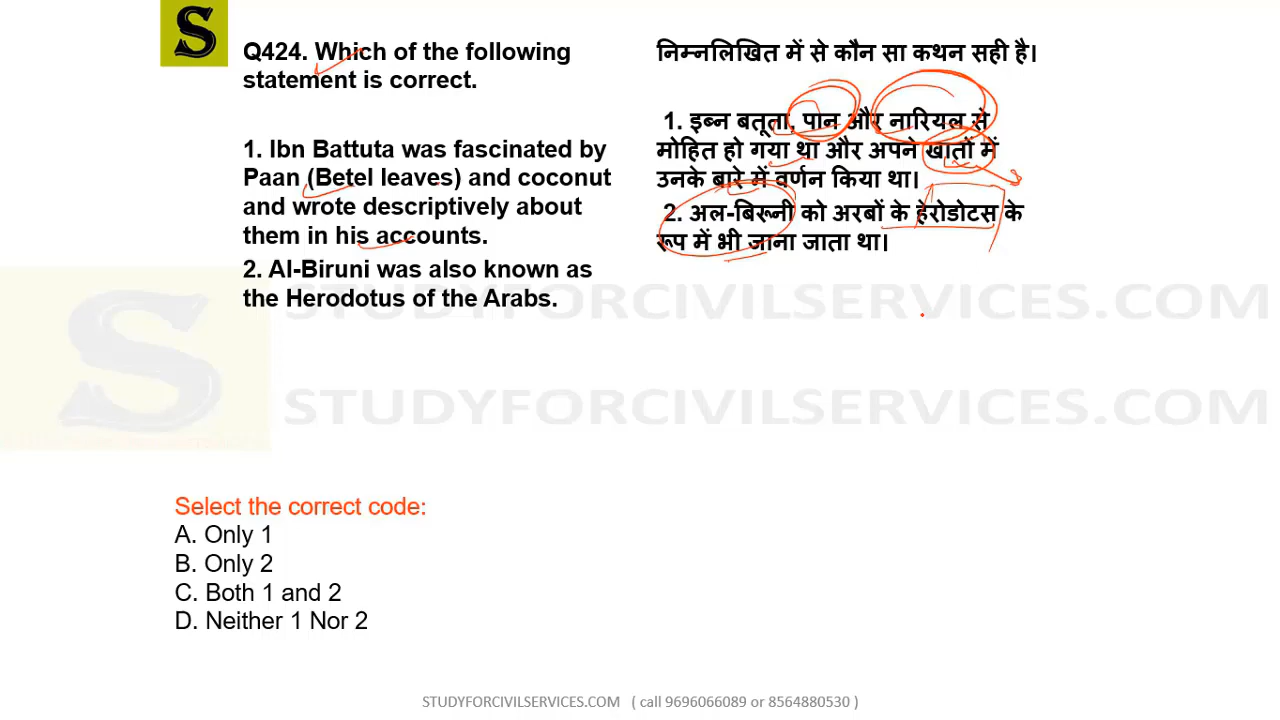 S
Q424. Which of the following
statement is correct.
1. Ibn Battuta was fascinated by
Paan (Betel leaves) and coconut
and wrote descriptively about
them in his accounts.
2. Al-Biruni was also known as
the Herodotus of the Arabs.
निम्नलिखित में से कौन सा कथन सही है।
1. इब्न बतूता, पान और नारियल से
मोहित हो गया था और अपने खातों में
उनके बारे में वर्णन किया था।
2. अल-बिरूनी को अरबों के हेरोडोटस के
रूप में भी जाना जाता था।
S
STUDYFORCIVILSERVICES.COM
STUDYFORCIVILSERVICES.COM
Select the correct code:
A. Only 1
B. Only 2
C. Both 1 and 2
D. Neither 1 Nor 2
STUDYFORCIVILSERVICES.COM ( call 9696066089 or 8564880530 )